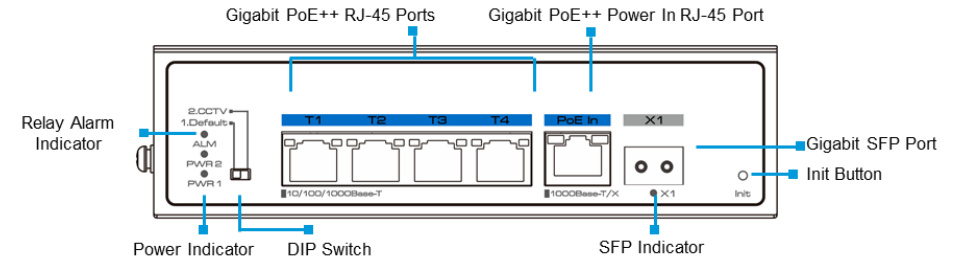 Gigabit PoE++ RJ-45 Ports
Gigabit PoE++ Power In RJ-45 Port
2.CCTV
1.Default
Relay Alarm
Indicator
ALM
PWR 2
PWR 1
T1 T2 T3 T4 PoE In X1
Gigabit SFP Port
Init Button
10/100/1000Base-T
1000Base-T/X
X1
Init
Power Indicator
DIP Switch
SFP Indicator